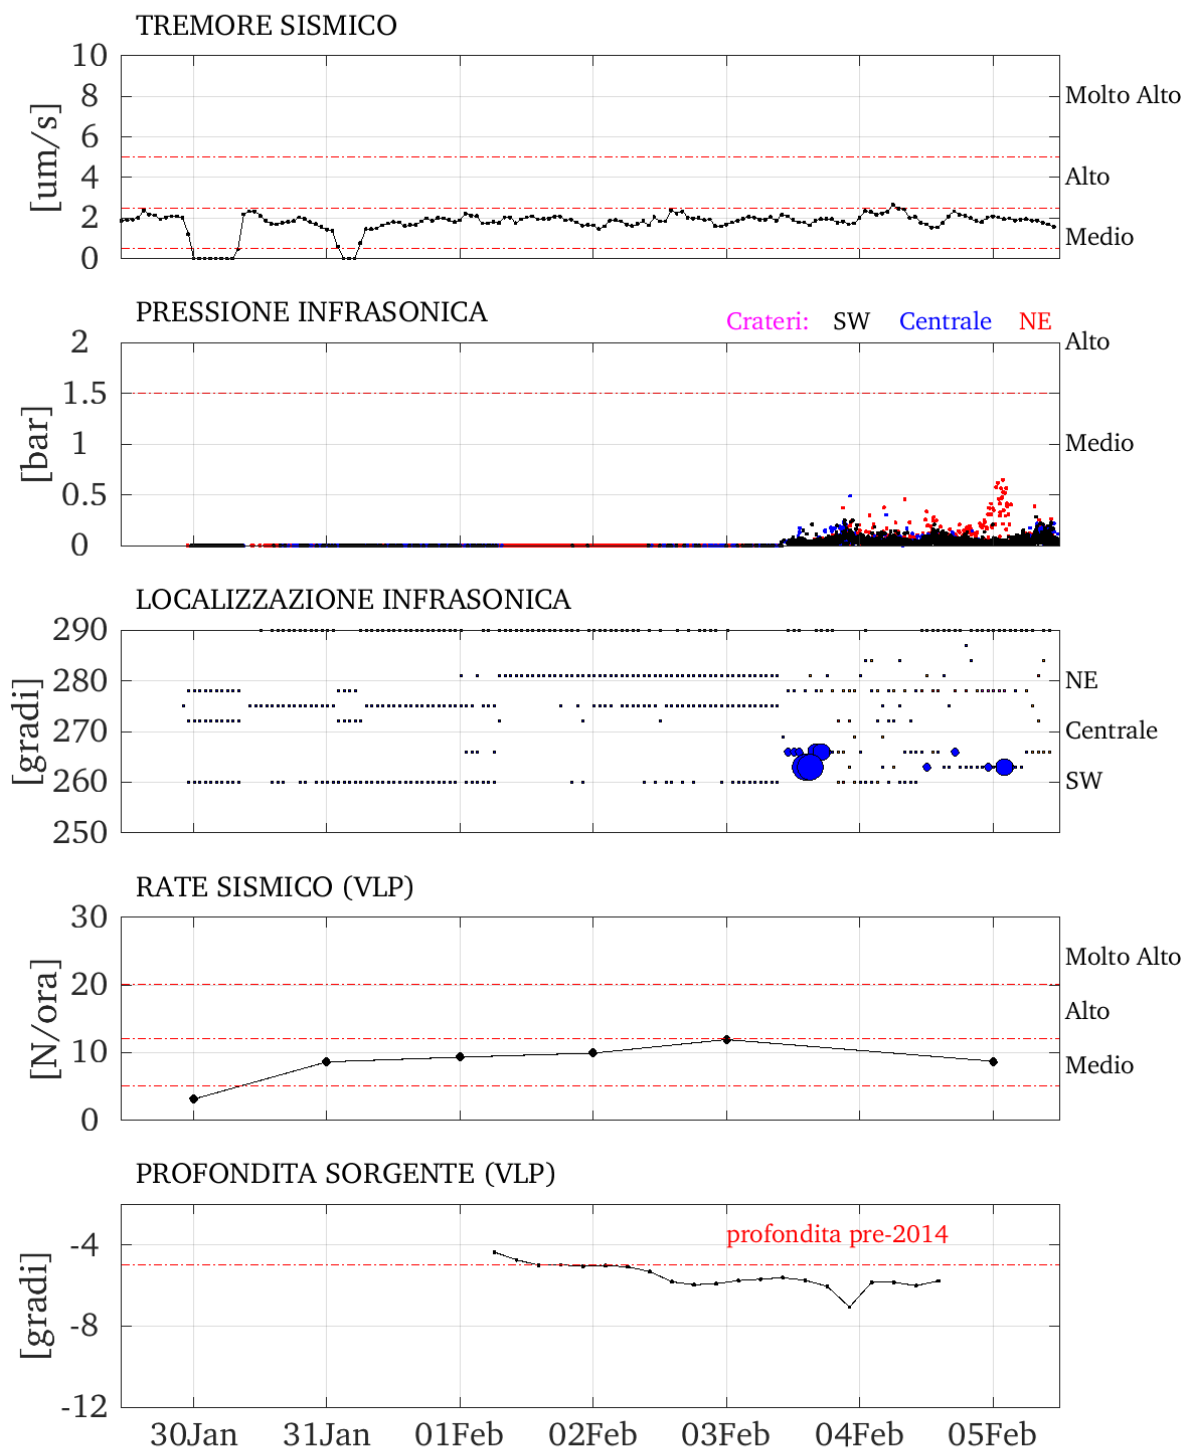 TREMORE SISMICO
10
8
6
4
2
0
[um/s]
Molto Alto
Alto
Medio
PRESSIONE INFRASONICA
Crateri: SW Centrale NE
2
1.5
1
0.5
0
[bar]
Alto
Medio
LOCALIZZAZIONE INFRASONICA
290
280
270
260
250
[gradi]
NE
Centrale
SW
RATE SISMICO (VLP)
30
20
10
0
[N/ora]
Molto Alto
Alto
Medio
PROFONDITA SORGENTE (VLP)
profondita pre-2014
-4
-8
-12
[gradi]
30Jan 31Jan 01Feb 02Feb 03Feb 04Feb 05Feb